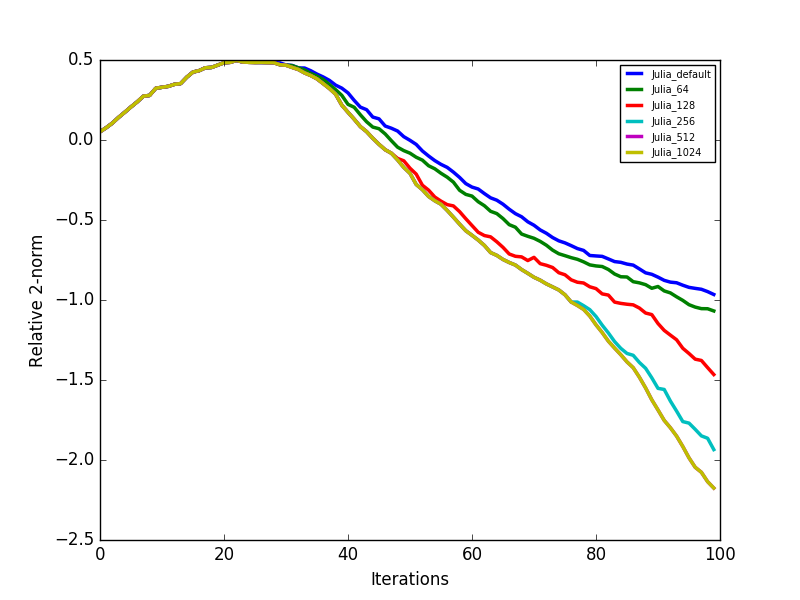 0.5
0.0
−0.5
−1.0
−1.5
−2.0
−2.5
0
20
40
60
80
100
Relative 2-norm
Iterations
Julia_default
Julia_64
Julia_128
Julia_256
Julia_512
Julia_1024